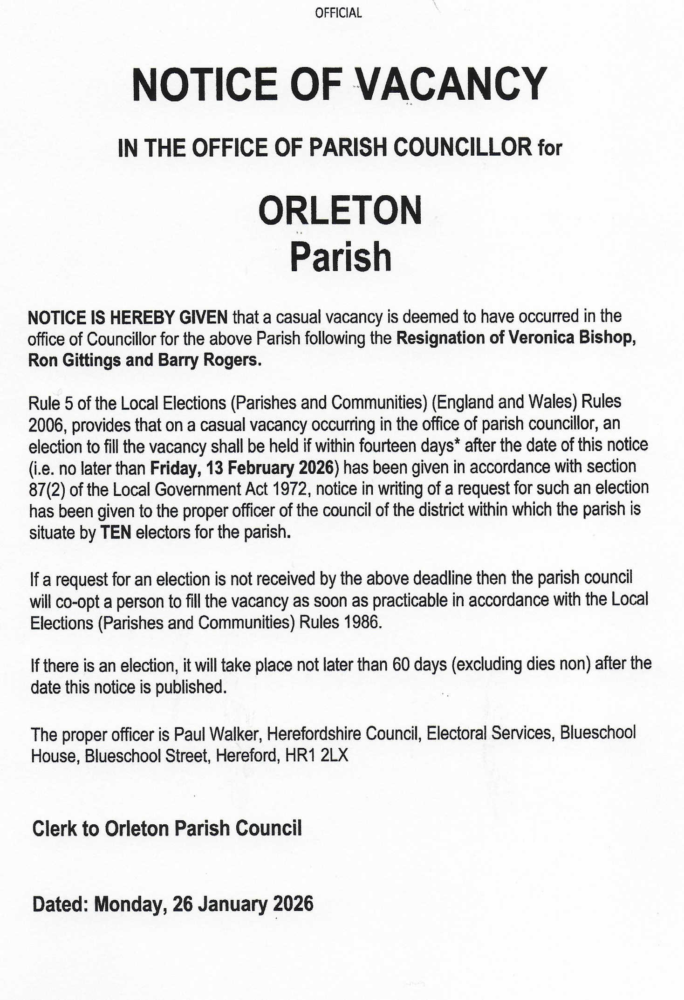 OFFICIAL
NOTICE OF VACANCY
IN THE OFFICE OF PARISH COUNCILLOR for
ORLETON
Parish
NOTICE IS HEREBY GIVEN that a casual vacancy is deemed to have occurred in the
office of Councillor for the above Parish following the Resignation of Veronica Bishop,
Ron Gittings and Barry Rogers.
Rule 5 of the Local Elections (Parishes and Communities) (England and Wales) Rules
2006, provides that on a casual vacancy occurring in the office of parish councillor, an
election to fill the vacancy shall be held if within fourteen days* after the date of this notice
(i.e. no later than Friday, 13 February 2026) has been given in accordance with section
87(2) of the Local Government Act 1972, notice in writing of a request for such an election
has been given to the proper officer of the council of the district within which the parish is
situate by TEN electors for the parish.
If a request for an election is not received by the above deadline then the parish council
will co-opt a person to fill the vacancy as soon as practicable in accordance with the Local
Elections (Parishes and Communities) Rules 1986.
If there is an election, it will take place not later than 60 days (excluding dies non) after the
date this notice is published.
The proper officer is Paul Walker, Herefordshire Council, Electoral Services, Blueschool
House, Blueschool Street, Hereford, HR1 2LX
Clerk to Orleton Parish Council
Dated: Monday, 26 January 2026